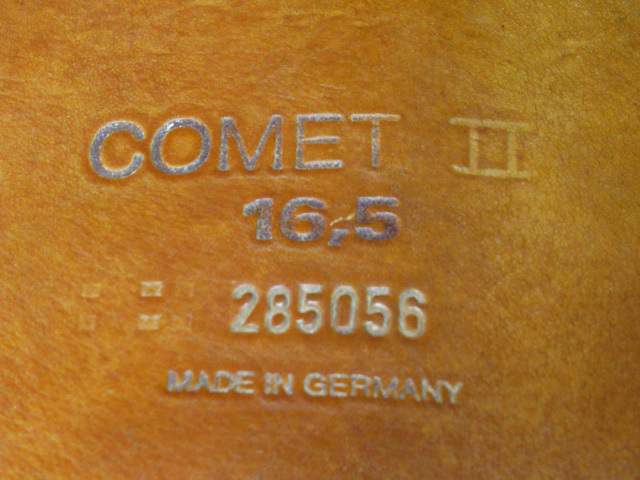 COMET II
16,5
285056
MADE IN GERMANY